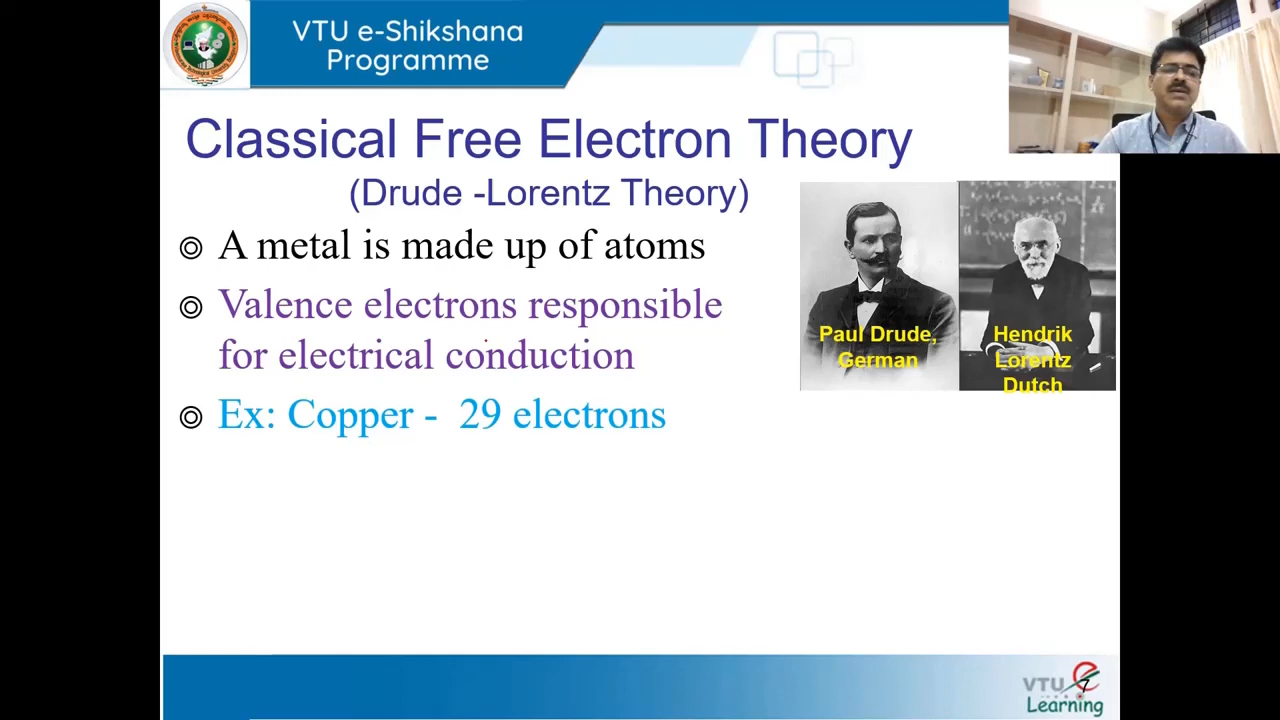 VTU e-Shikshana
Programme
Classical Free Electron Theory
(Drude -Lorentz Theory)
A metal is made up of atoms
Valence electrons responsible
for electrical conduction
Ex: Copper - 29 electrons
Paul Drude,
German
Hendrik
Lorentz
Dutch
VTU e
Learning
7